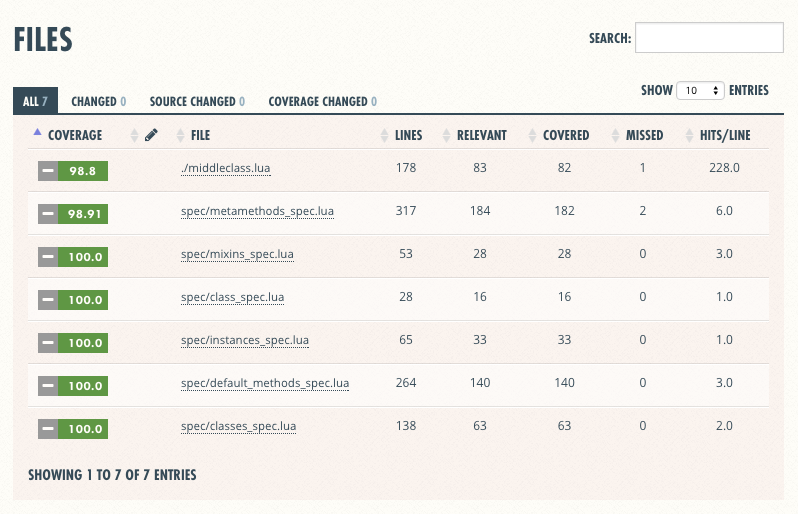 FILES
SEARCH:
ALL 7 CHANGED 0 SOURCE CHANGED 0 COVERAGE CHANGED 0 SHOW 10 ENTRIES
COVERAGE FILE LINES RELEVANT COVERED MISSED HITS/LINE
98.8 ./middleclass.lua 178 83 82 1 228.0
98.91 spec/metamethods_spec.lua 317 184 182 2 6.0
100.0 spec/mixins_spec.lua 53 28 28 0 3.0
100.0 spec/class_spec.lua 28 16 16 0 1.0
100.0 spec/instances_spec.lua 65 33 33 0 1.0
100.0 spec/default_methods_spec.lua 264 140 140 0 3.0
100.0 spec/classes_spec.lua 138 63 63 0 2.0
SHOWING 1 TO 7 OF 7 ENTRIES